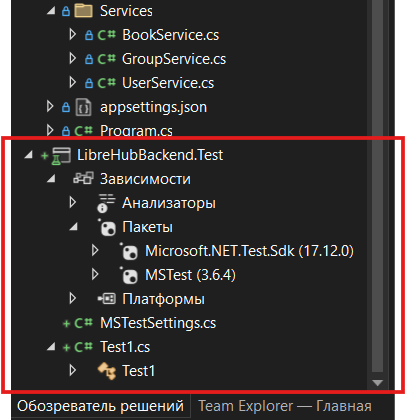 Services
BookService.cs
GroupService.cs
UserService.cs
appsettings.json
Program.cs
LibreHubBackend.Test
Зависимости
Анализаторы
Пакеты
Microsoft.NET.Test.Sdk (17.12.0)
MSTest (3.6.4)
Платформы
MSTestSettings.cs
Test1.cs
Test1
Обозреватель решений Team Explorer — Главная